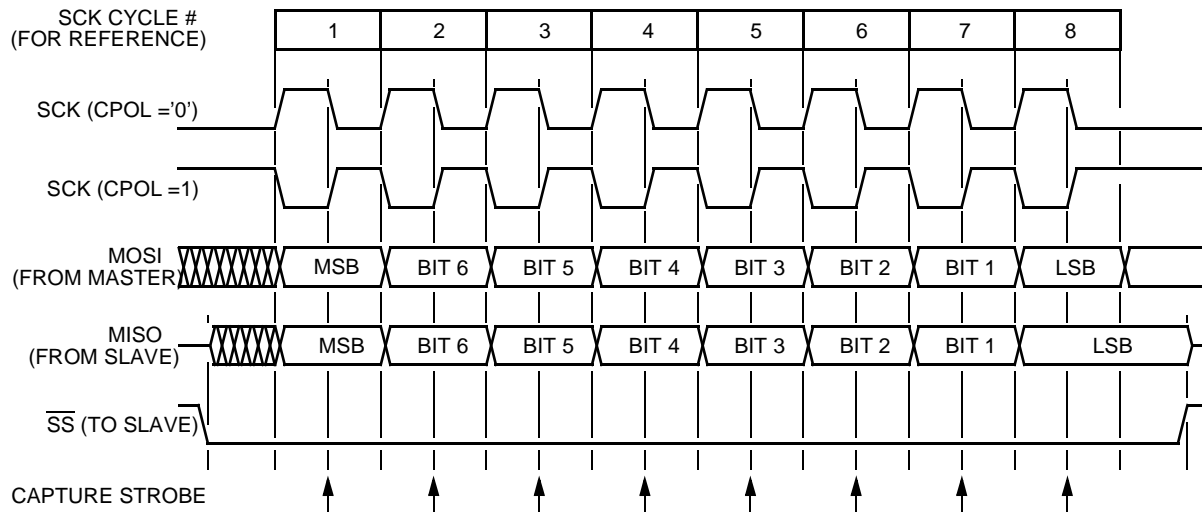 SCK CYCLE #
(FOR REFERENCE)
1 2 3 4 5 6 7 8
SCK (CPOL ='0')
SCK (CPOL =1)
MOSI
(FROM MASTER)
MSB BIT 6 BIT 5 BIT 4 BIT 3 BIT 2 BIT 1 LSB
MISO
(FROM SLAVE)
MSB BIT 6 BIT 5 BIT 4 BIT 3 BIT 2 BIT 1 LSB
S̅S̅ (TO SLAVE)
CAPTURE STROBE